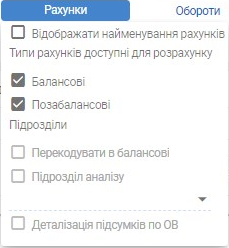 Рахунки Обороти
Відображати найменування рахунків
Типи рахунків доступні для розрахунку
Балансові
Позабалансові
Підрозділи
Перекодувати в балансові
Підрозділ аналізу
Деталізація підсумків по ОВ